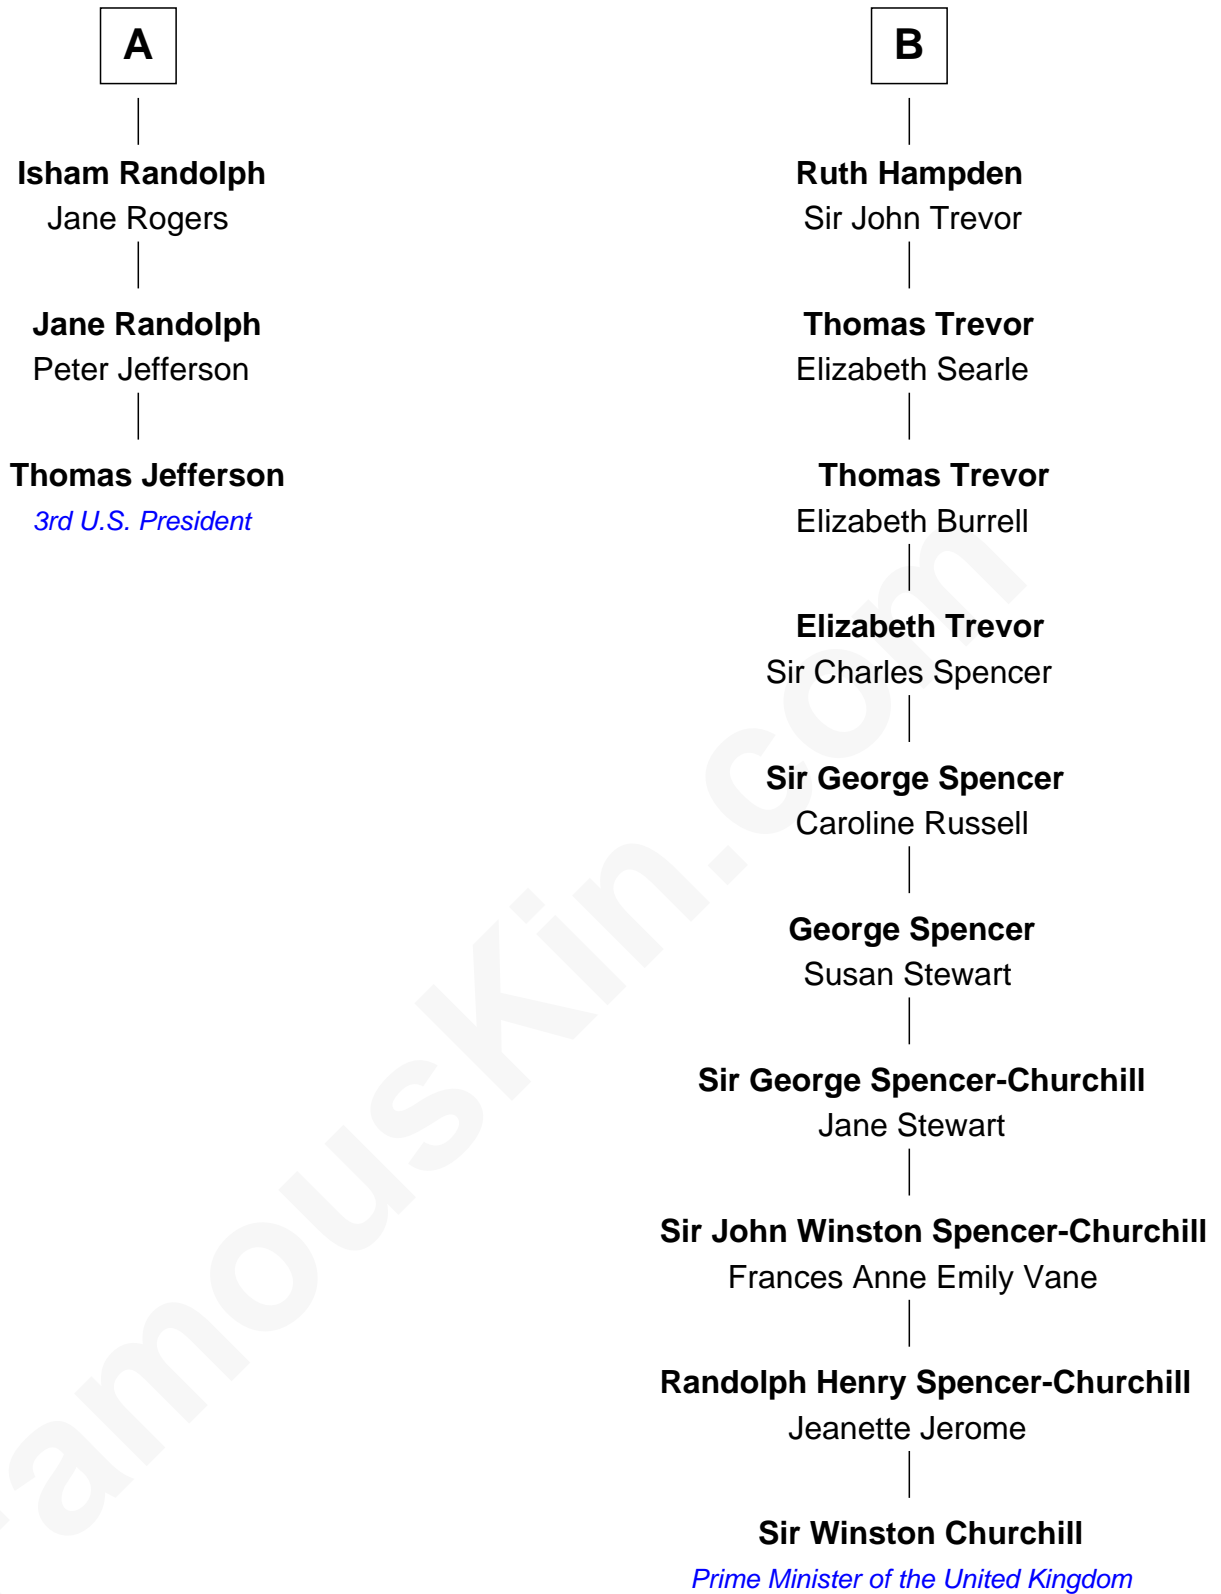 A
Isham Randolph
Jane Rogers
Jane Randolph
Peter Jefferson
Thomas Jefferson
3rd U.S. President
B
Ruth Hampden
Sir John Trevor
Thomas Trevor
Elizabeth Searle
Thomas Trevor
Elizabeth Burrell
Elizabeth Trevor
Sir Charles Spencer
Sir George Spencer
Caroline Russell
George Spencer
Susan Stewart
Sir George Spencer-Churchill
Jane Stewart
Sir John Winston Spencer-Churchill
Frances Anne Emily Vane
Randolph Henry Spencer-Churchill
Jeanette Jerome
Sir Winston Churchill
Prime Minister of the United Kingdom
FamousKin.com